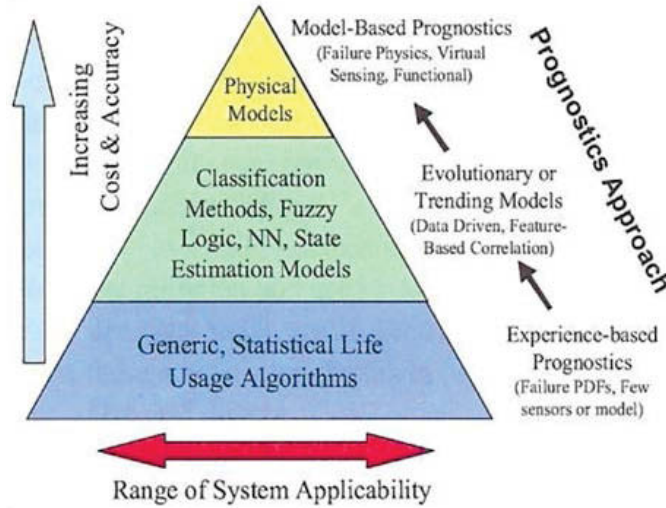 Increasing
Cost & Accuracy
Physical
Models
Classification
Methods, Fuzzy
Logic, NN, State
Estimation Models
Generic, Statistical Life
Usage Algorithms
Range of System Applicability
Model-Based Prognostics
(Failure Physics, Virtual
Sensing, Functional)
Evolutionary or
Trending Models
(Data Driven, Feature-
Based Correlation)
Experience-based
Prognostics
(Failure PDFs, Few
sensors or model)
Prognostics Approach